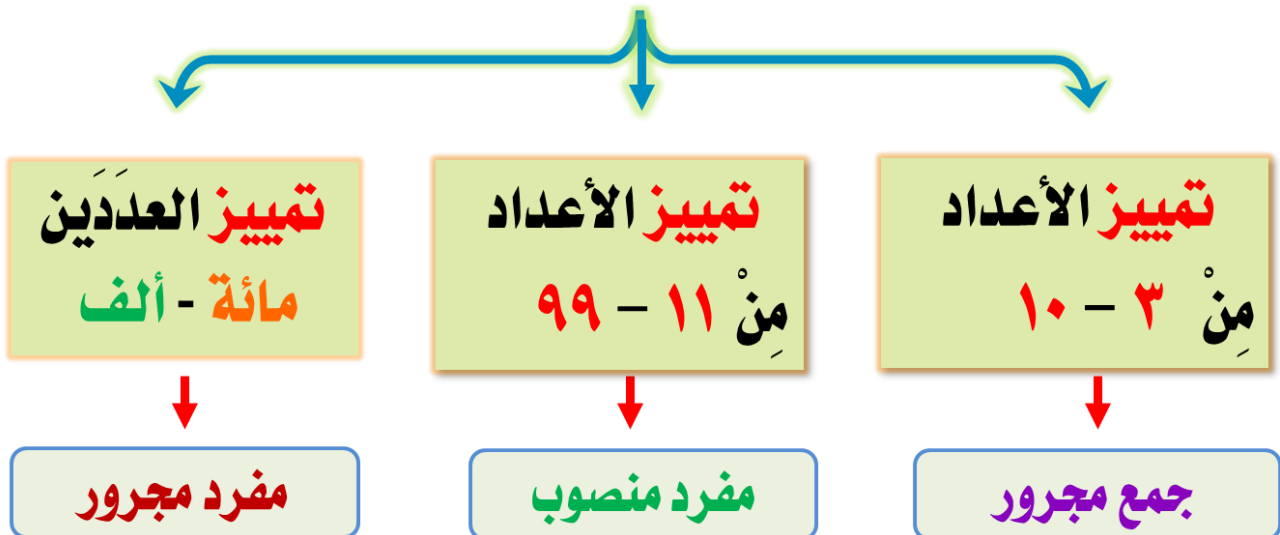 تمييز الأعداد
مِنْ ٣ – ١٠
جمع مجرور
تمييز الأعداد
مِنْ ١١ – ٩٩
مفرد منصوب
تمييز العدَدَين
مائة - ألف
مفرد مجرور